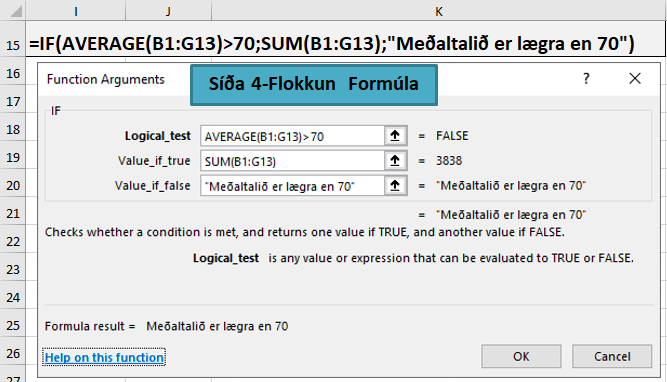 I J K
15 =IF(AVERAGE(B1:G13)>70;SUM(B1:G13);"Meðaltalið er lægra en 70")
16
Function Arguments ? ×
Síða 4-Flokkun Formúla
17
IF
18 Logical_test AVERAGE(B1:G13)>70 = FALSE
19 Value_if_true SUM(B1:G13) = 3838
20 Value_if_false "Meðaltalið er lægra en 70" = "Meðaltalið er lægra en 70"
21 = "Meðaltalið er lægra en 70"
22 Checks whether a condition is met, and returns one value if TRUE, and another value if FALSE.
23 Logical_test is any value or expression that can be evaluated to TRUE or FALSE.
24
25 Formula result = Meðaltalið er lægra en 70
26 Help on this function OK Cancel
27